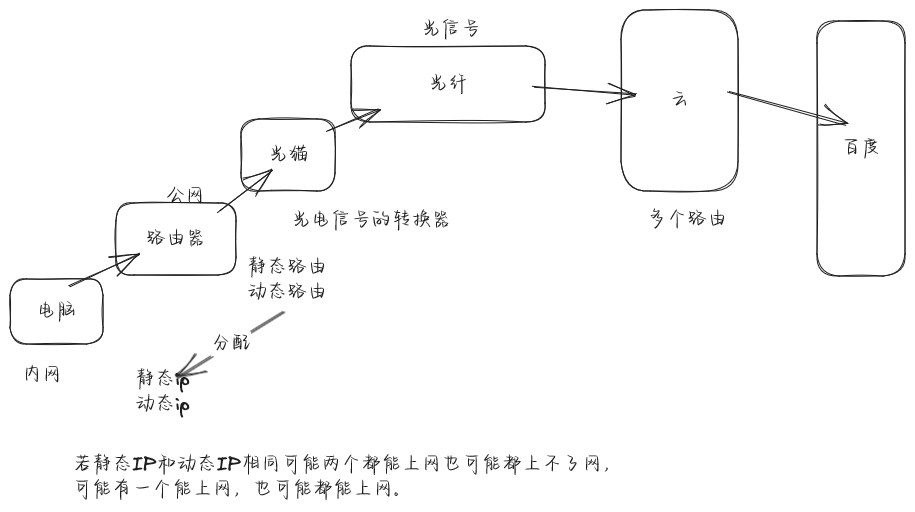 光信号
光纤
云
百度
光猫
公网
路由器
光电信号的转换器
多个路由
静态路由
动态路由
电脑
分配
内网
静态ip
动态ip
若静态IP和动态IP相同可能两个都能上网也可能都上不了网，
可能有一个能上网，也可能都能上网。